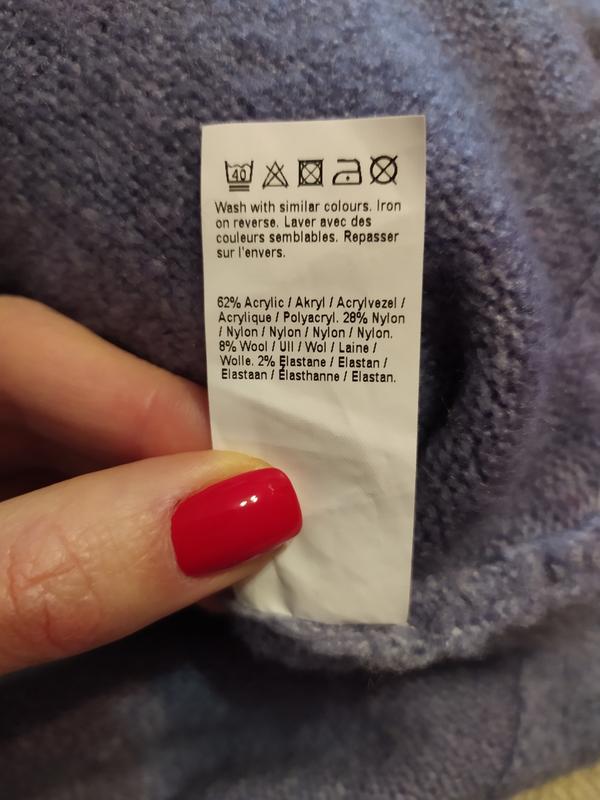 40
Wash with similar colours. Iron
on reverse. Laver avec des
couleurs semblables. Repasser
sur l'envers.
62% Acrylic / Akryl / Acrylvezel /
Acrylique / Polyacryl. 28% Nylon
/ Nylon / Nylon / Nylon / Nylon.
8% Wool / Ull / Wol / Laine /
Wolle. 2% Elastane / Elastan /
Elastaan / Élasthanne / Elastan.